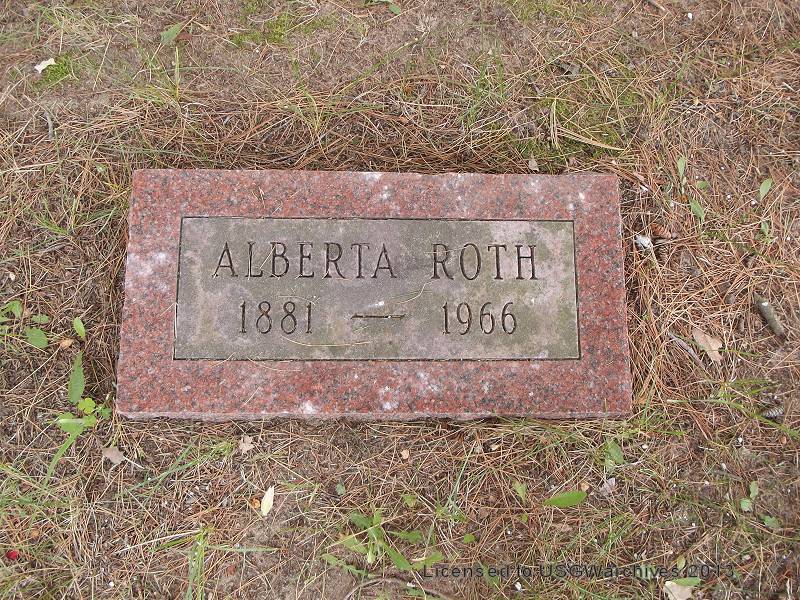 ALBERTA ROTH
1881 — 1966
Licensed to USGWarchives 2013